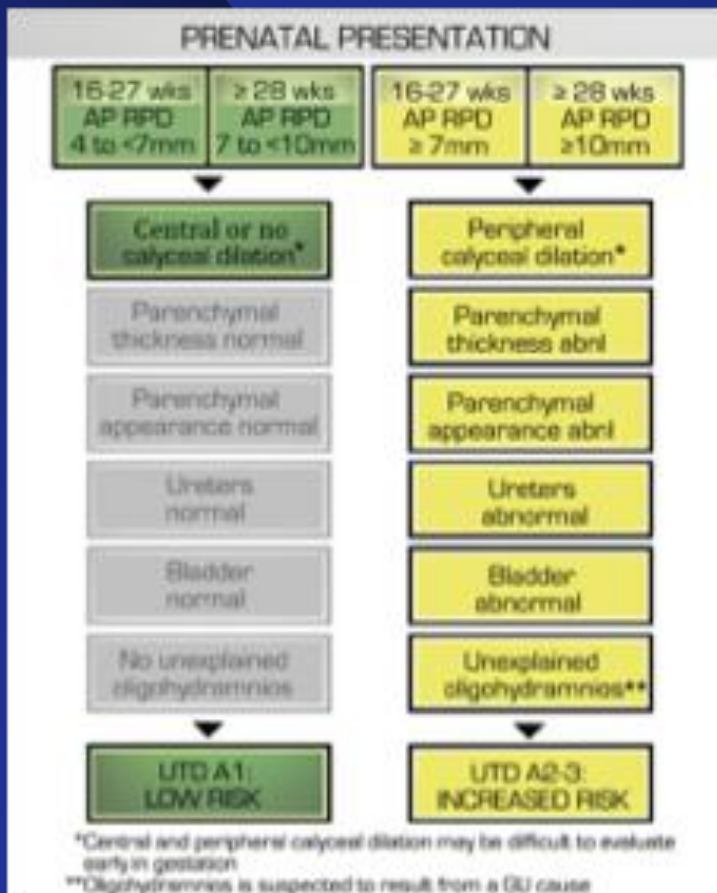 PRENATAL PRESENTATION
16-27 wks
AP RPD
4 to <7mm
≥ 28 wks
AP RPD
7 to <10mm
16-27 wks
AP RPD
≥ 7mm
≥ 28 wks
AP RPD
≥10mm
Central or no
calyceal dilation*
Parenchymal
thickness normal
Parenchymal
appearance normal
Ureters
normal
Bladder
normal
No unexplained
oligohydramnios
UTD A1:
LOW RISK
Peripheral
calyceal dilation*
Parenchymal
thickness abnl
Parenchymal
appearance abnl
Ureters
abnormal
Bladder
abnormal
Unexplained
oligohydramnios**
UTD A2-3:
INCREASED RISK
*Central and peripheral calyceal dilation may be difficult to evaluate
early in gestation
**Oligohydramnios is suspected to result from a GU cause